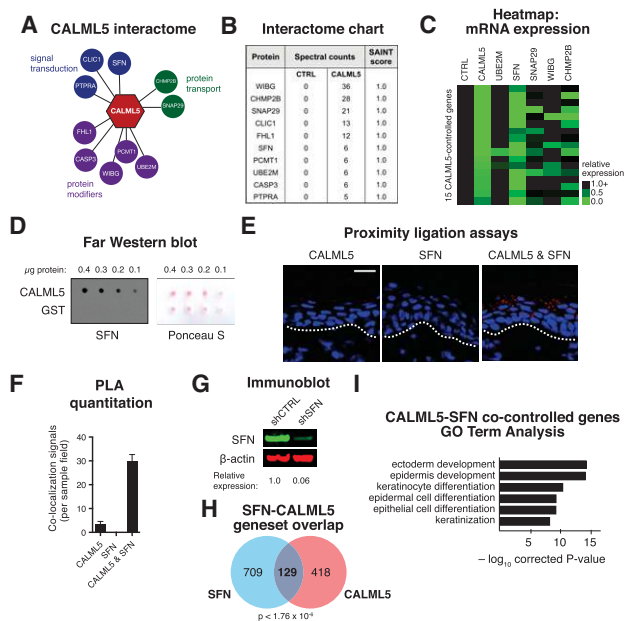 A CALML5 interactome
signal
transduction
CLIC1
SFN
PTPRA
CHMP2B
protein
transport
SNAP29
CALML5
FHL1
PCMT1
CASP3
UBE2M
WIBG
protein
modifiers
B Interactome chart
Protein Spectral counts SAINT score
CTRL CALML5
WIBG 0 36 1.0
CHMP2B 0 28 1.0
SNAP29 0 21 1.0
CLIC1 0 13 1.0
FHL1 0 12 1.0
SFN 0 6 1.0
PCMT1 0 6 1.0
UBE2M 0 6 1.0
CASP3 0 6 1.0
PTPRA 0 5 1.0
C Heatmap:
mRNA expression
CTRL CALML5 UBE2M SFN SNAP29 WIBG CHMP2B
15 CALML5-controlled genes
relative
expression
1.0+
0.5
0.0
D Far Western blot
µg protein: 0.4 0.3 0.2 0.1 0.4 0.3 0.2 0.1
CALML5
GST
SFN Ponceau S
E Proximity ligation assays
CALML5 SFN CALML5 & SFN
F PLA
quantitation
Co-localization signals
(per sample field)
40
30
20
10
0
CALML5 SFN CALML5 & SFN
G Immunoblot
shCTRL shSFN
SFN
β-actin
Relative
expression: 1.0 0.06
H SFN-CALML5
geneset overlap
709 129 418
SFN CALML5
p < 1.76 x 10⁻⁶
I
CALML5-SFN co-controlled genes
GO Term Analysis
ectoderm development
epidermis development
keratinocyte differentiation
epidermal cell differentiation
epithelial cell differentiation
keratinization
5 10 15
– log₁₀ corrected P-value